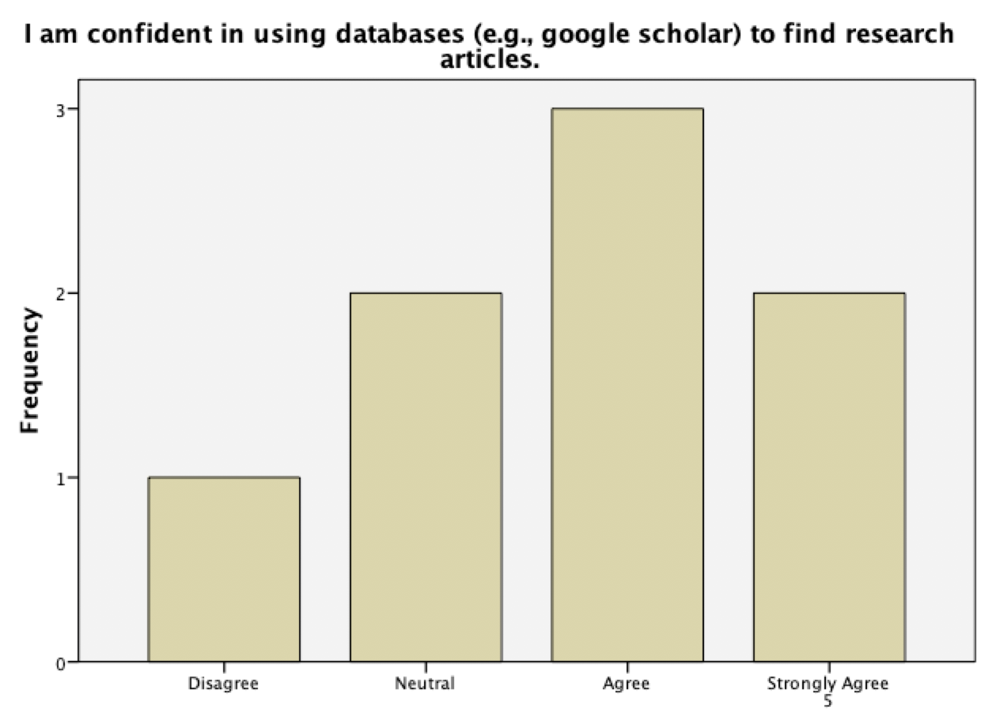 I am confident in using databases (e.g., google scholar) to find research
articles.
Frequency
3
2
1
0
Disagree
Neutral
Agree
Strongly Agree
5